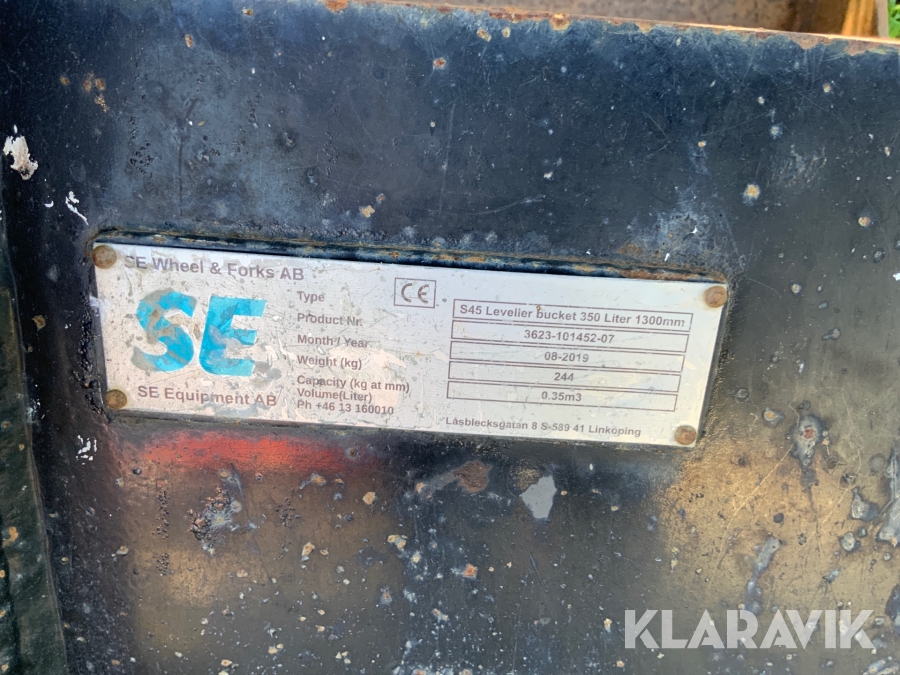 SE Wheel & Forks AB
SE
SE Equipment AB
Type
CE
S45 Levelier bucket 350 Liter 1300mm
Product Nr.
3623-101452-07
Month / Year
08-2019
Weight (kg)
244
Capacity (kg at mm)
Volume(Liter)
0.35m3
Ph +46 13 160010
Låsblecksgatan 8 S-589 41 Linköping
KLARAVIK